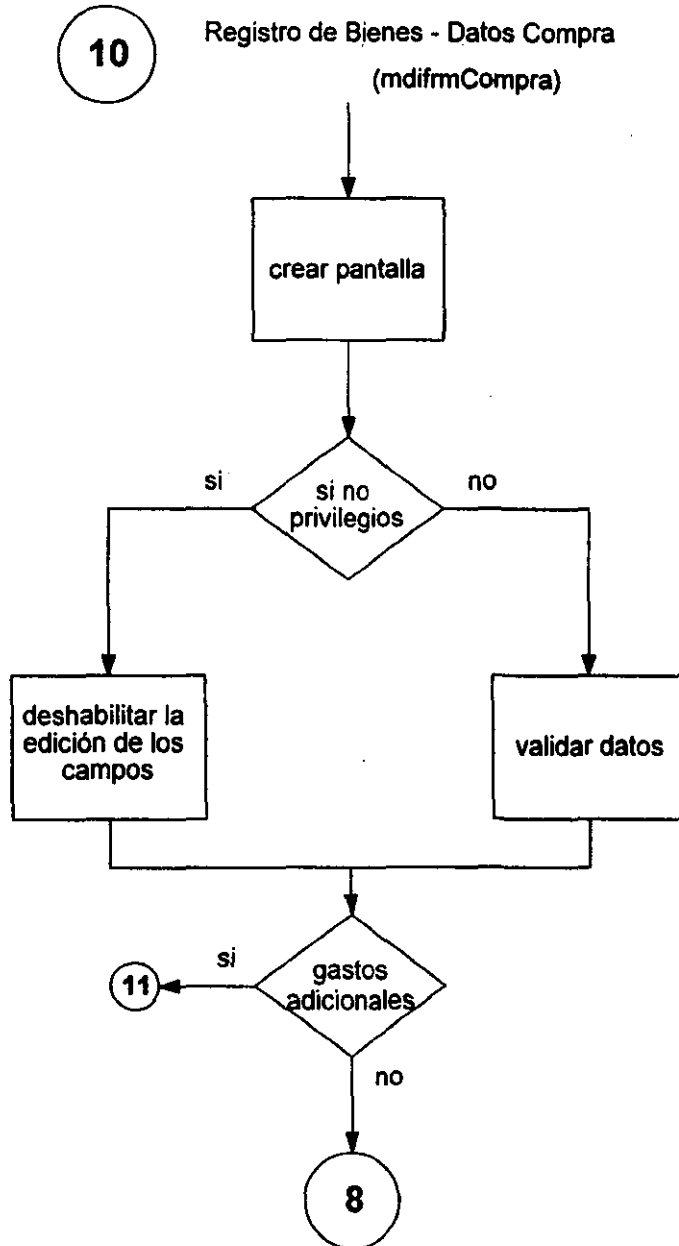 10
Registro de Bienes - Datos Compra
(mdifrmCompra)
crear pantalla
si
si no
privilegios
no
deshabilitar la
edición de los
campos
validar datos
si
gastos
adicionales
11
no
8